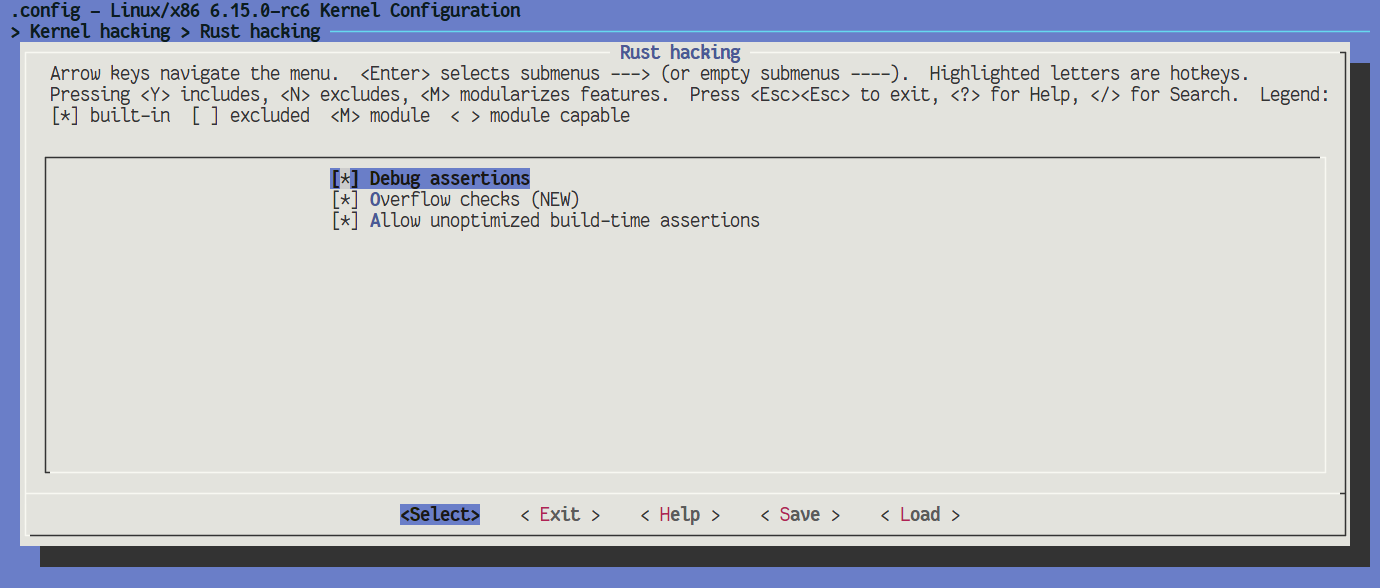 .config - Linux/x86 6.15.0-rc6 Kernel Configuration
> Kernel hacking > Rust hacking
Rust hacking
Arrow keys navigate the menu.  <Enter> selects submenus ---> (or empty submenus ----).  Highlighted letters are hotkeys.
Pressing <Y> includes, <N> excludes, <M> modularizes features.  Press <Esc><Esc> to exit, <?> for Help, </> for Search.  Legend:
[*] built-in  [ ] excluded  <M> module  < > module capable
[*] Debug assertions
[*] Overflow checks (NEW)
[*] Allow unoptimized build-time assertions
<Select>    < Exit >    < Help >    < Save >    < Load >